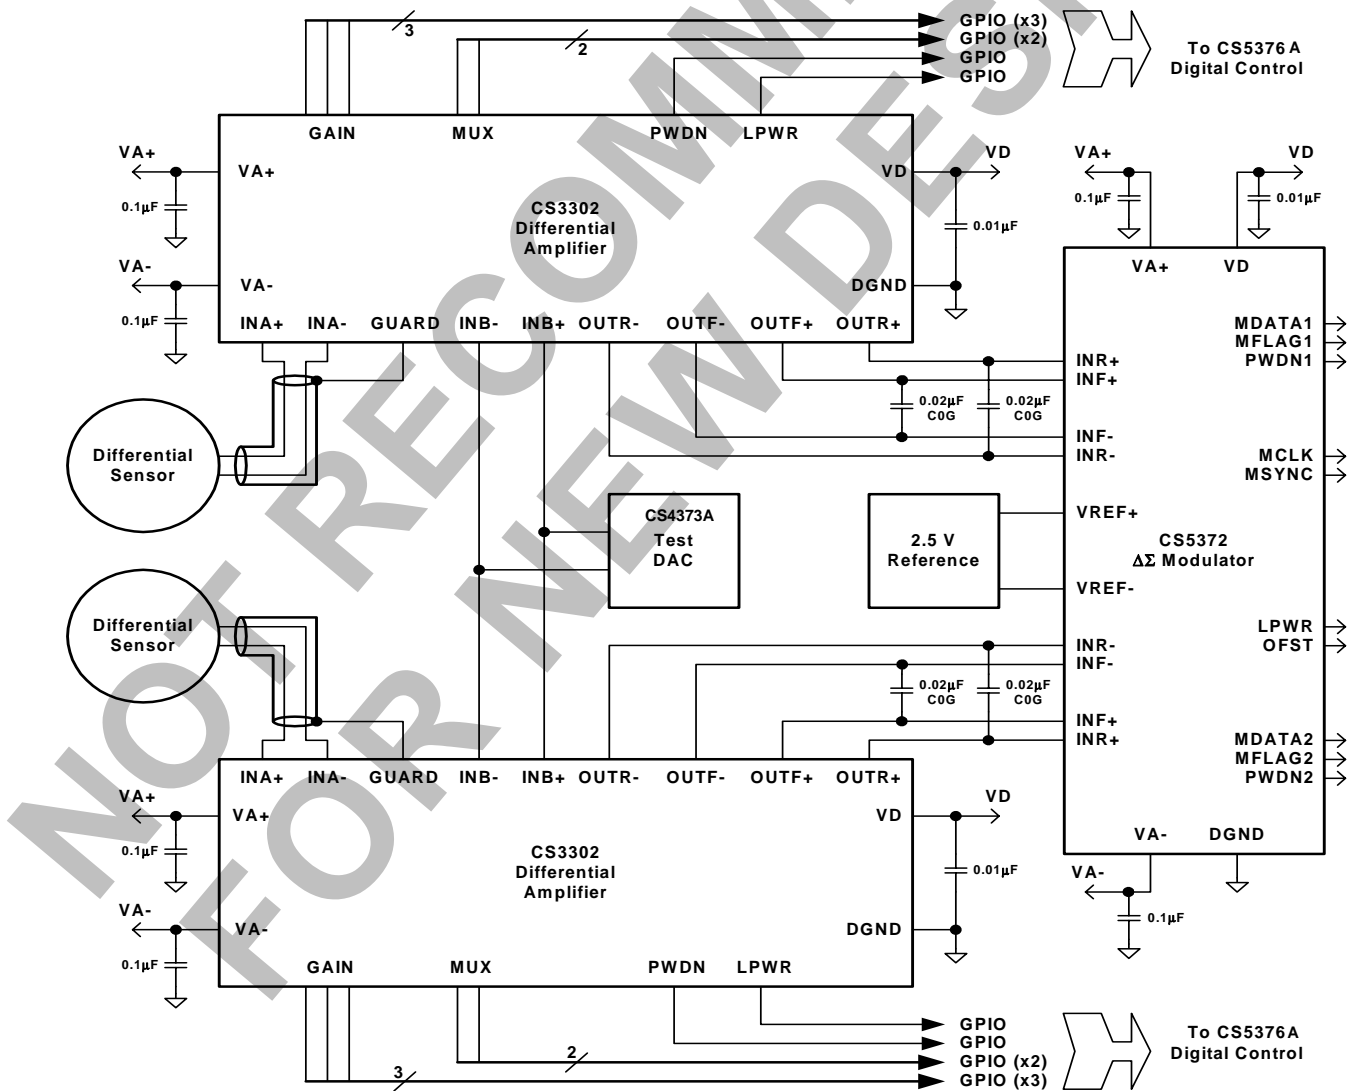 3
GPIO (x3)
2
GPIO (x2)
GPIO
GPIO
To CS5376A
Digital Control
GAIN
MUX
PWDN
LPWR
VA+
VA+
0.1µF
VD
VD
0.01µF
CS3302
Differential
Amplifier
VA-
VA-
0.1µF
DGND
INA+
INA-
GUARD
INB-
INB+
OUTR-
OUTF-
OUTF+
OUTR+
VA+
0.1µF
VD
0.01µF
VA+
VD
MDATA1
MFLAG1
PWDN1
INR+
INF+
0.02µF
C0G
0.02µF
C0G
INF-
INR-
MCLK
MSYNC
Differential
Sensor
CS4373A
Test
DAC
2.5 V
Reference
VREF+
CS5372
ΔΣ Modulator
VREF-
Differential
Sensor
LPWR
OFST
INR-
INF-
0.02µF
C0G
0.02µF
C0G
INF+
INR+
MDATA2
MFLAG2
PWDN2
INA+
INA-
GUARD
INB-
INB+
OUTR-
OUTF-
OUTF+
OUTR+
VA+
VA+
0.1µF
VD
VD
0.01µF
CS3302
Differential
Amplifier
VA-
DGND
VA-
0.1µF
VA-
VA-
0.1µF
DGND
GAIN
MUX
PWDN
LPWR
GPIO
GPIO
2
GPIO (x2)
3
GPIO (x3)
To CS5376A
Digital Control
NOT RECOMM
FOR NEW DES